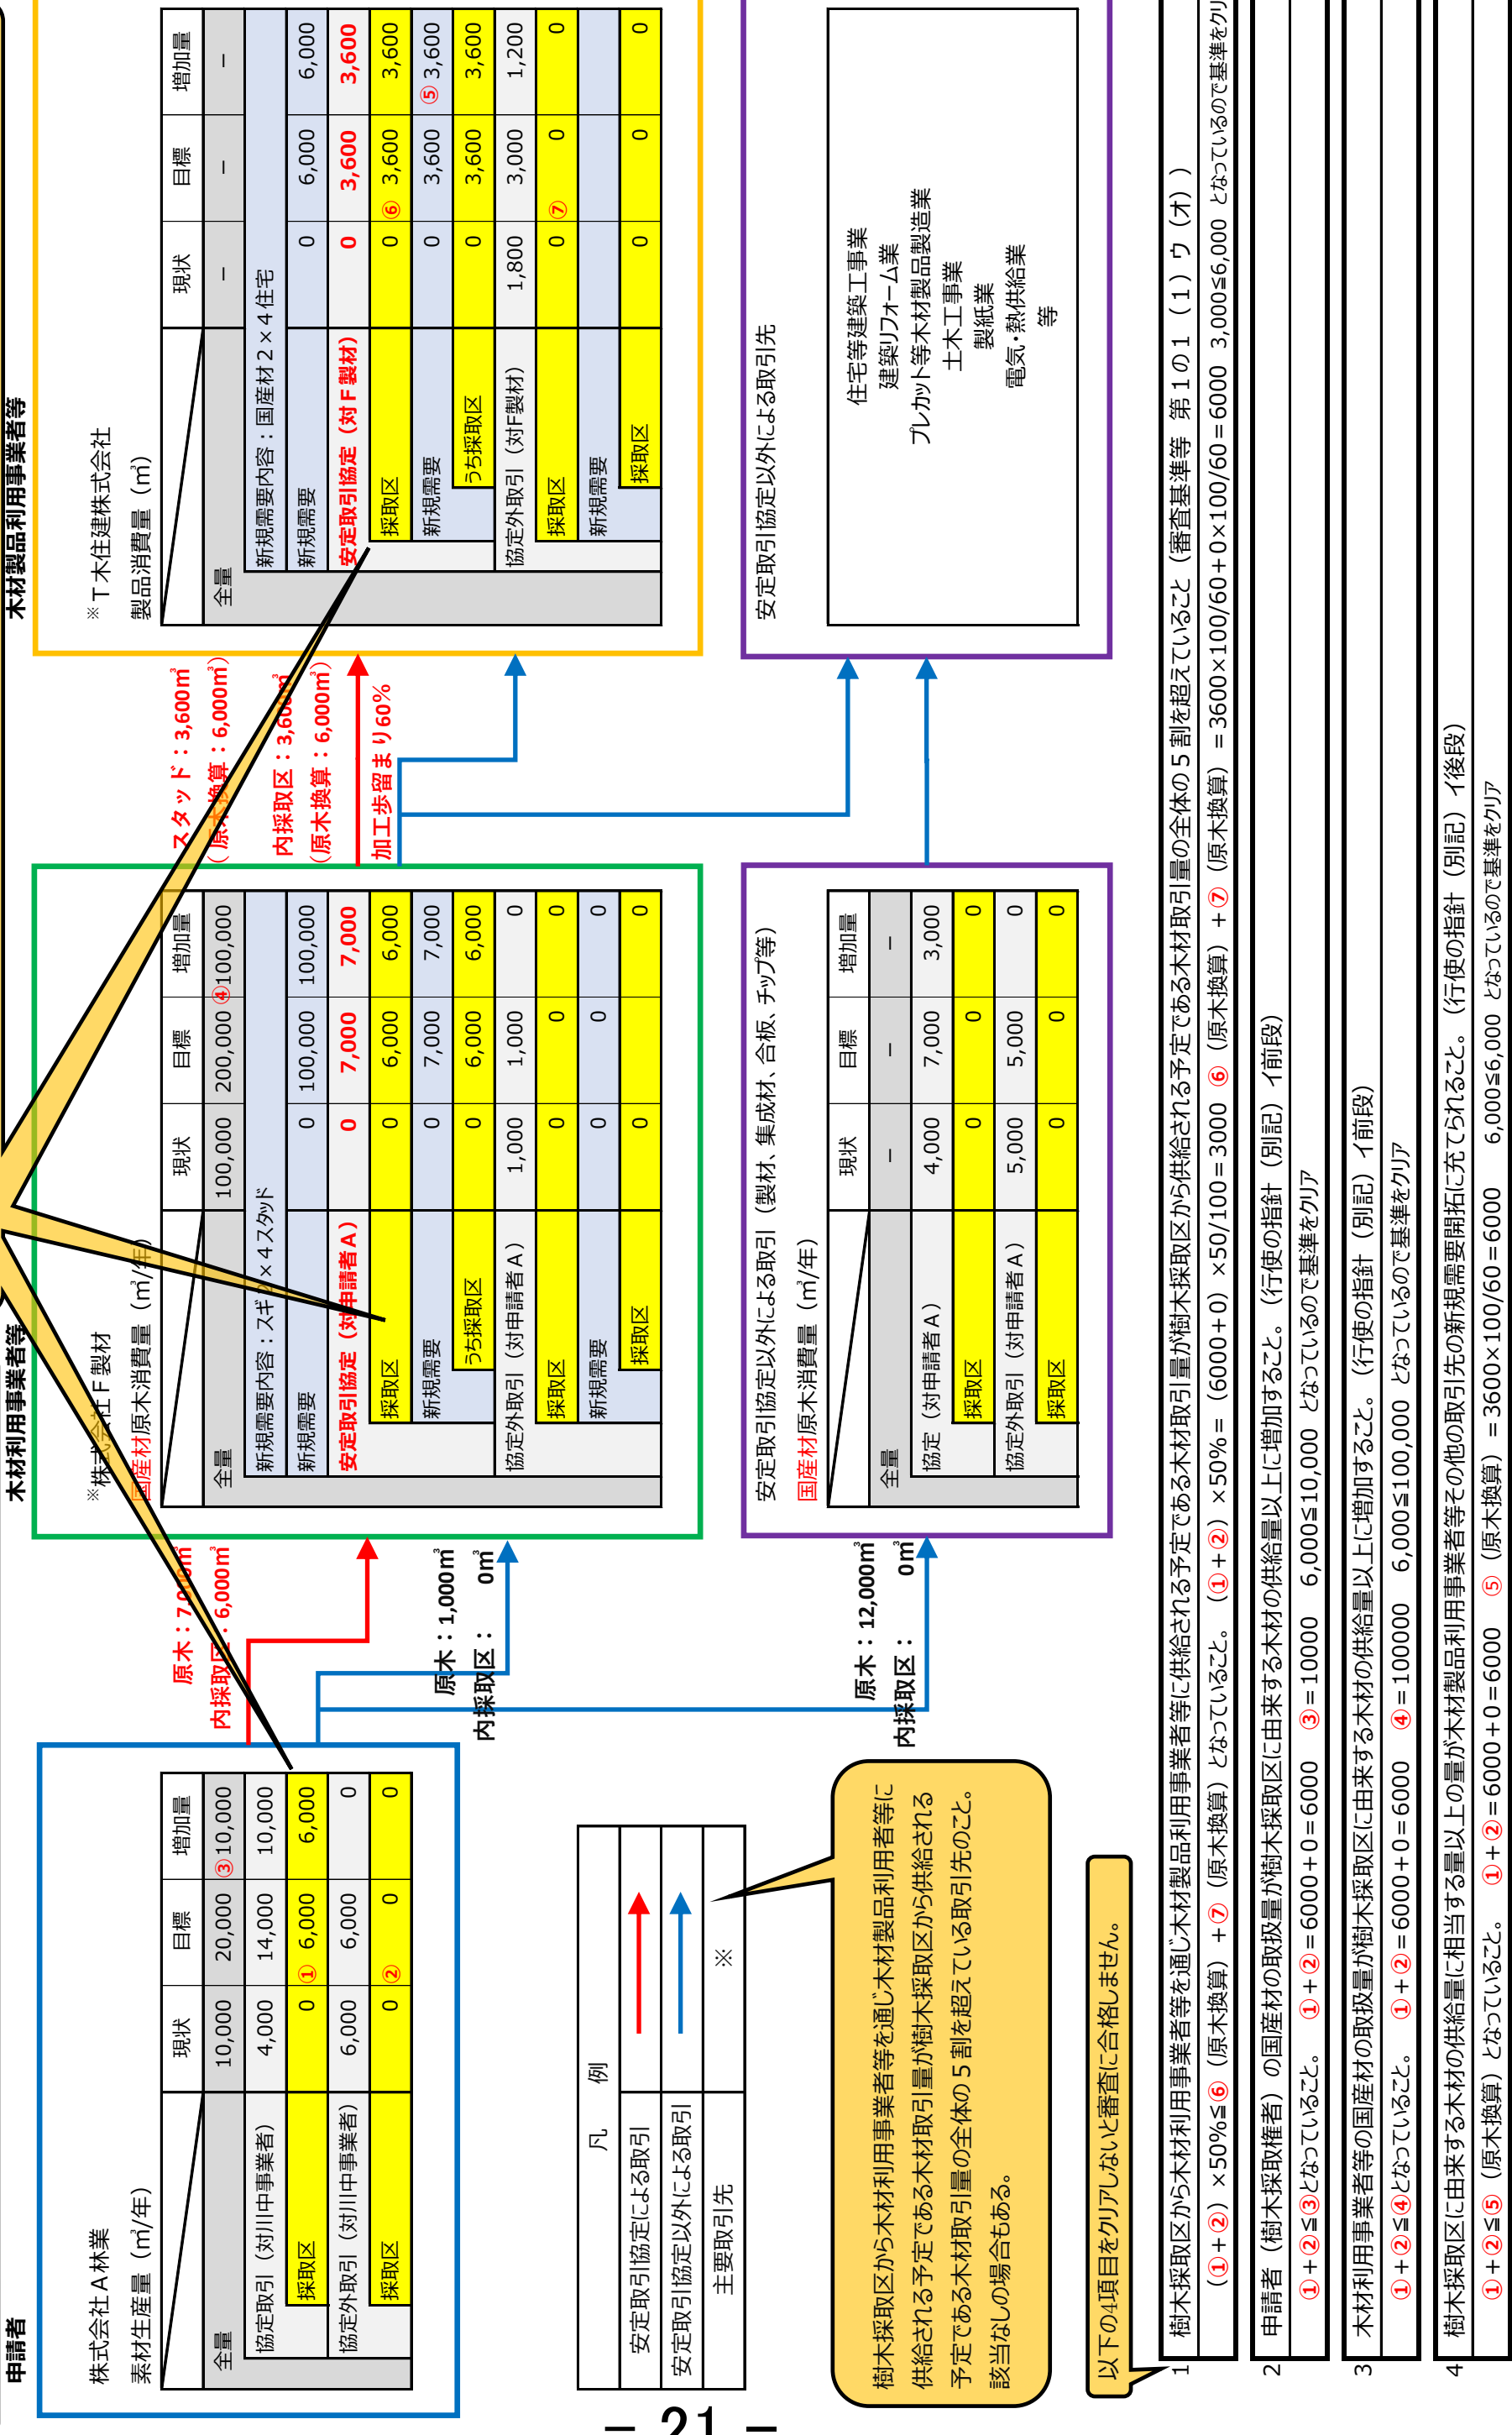 申請者
株式会社A林業
素材生産量（㎥/年）
現状 目標 増加量
全量 10,000 20,000 ③10,000
協定取引（対川中事業者） 4,000 14,000 10,000
採取区 0 ① 6,000 6,000
協定外取引（対川中事業者） 6,000 6,000 0
採取区 0 ② 0 0
原木：7,000㎥
内採取区：6,000㎥
原木：1,000㎥
内採取区： 0㎥
原木：12,000㎥
内採取区： 0㎥
木材利用事業者等
※株式会社F製材
国産材原木消費量（㎥/年）
現状 目標 増加量
全量 100,000 200,000 ④100,000
新規需要内容：スギ2×4スタッド
新規需要 0 100,000 100,000
安定取引協定（対申請者A） 0 7,000 7,000
採取区 0 6,000 6,000
新規需要 0 7,000 7,000
うち採取区 0 6,000 6,000
協定外取引（対申請者A） 1,000 1,000 0
採取区 0 0 0
新規需要 0 0 0
採取区 0 0 0
安定取引協定以外による取引（製材、集成材、合板、チップ等）
国産材原木消費量（㎥/年）
現状 目標 増加量
全量 － － －
協定（対申請者A） 4,000 7,000 3,000
採取区 0 0 0
協定外取引（対申請者A） 5,000 5,000 0
採取区 0 0 0
スタッド：3,600㎥
（原木換算：6,000㎥）
内採取区：3,600㎥
（原木換算：6,000㎥）
加工歩留まり60％
木材製品利用事業者等
※T木住建株式会社
製品消費量（㎥）
現状 目標 増加量
全量 － － －
新規需要内容：国産材2×4住宅
新規需要 0 6,000 6,000
安定取引協定（対F製材） 0 3,600 3,600
採取区 0 ⑥ 3,600 3,600
新規需要 0 3,600 ⑤ 3,600
うち採取区 0 3,600 3,600
協定外取引（対F製材） 1,800 3,000 1,200
採取区 0 ⑦ 0 0
新規需要
採取区 0 0 0
安定取引協定以外による取引先
住宅等建築工事業
建築リフォーム業
プレカット等木材製品製造業
土木工事業
製紙業
電気・熱供給業
等
凡 例
安定取引協定による取引
安定取引協定以外による取引
主要取引先 ※
樹木採取区から木材利用事業者等を通じ木材製品利用者等に
供給される予定である木材取引量が樹木採取区から供給される
予定である木材取引量の全体の5割を超えている取引先のこと。
該当なしの場合もある。
以下の4項目をクリアしないと審査に合格しません。
1 樹木採取区から木材利用事業者等を通じ木材製品利用事業者等に供給される予定である木材取引量が樹木採取区から供給される予定である木材取引量の全体の5割を超えていること（審査基準等 第1の1（1）ウ（オ））
（①＋②）×50％≦⑥（原木換算）＋⑦（原木換算）となっていること。 （①＋②）×50％＝（6000＋0）×50/100＝3000 ⑥（原木換算）＋⑦（原木換算）＝3600×100/60＋0×100/60＝6000 3,000≦6,000 となっているので基準をクリ
2 申請者（樹木採取権者）の国産材の取扱量が樹木採取区に由来する木材の供給量以上に増加すること。（行使の指針（別記）イ前段）
①＋②≦③となっていること。 ①＋②＝6000＋0＝6000 ③＝10000 6,000≦10,000 となっているので基準をクリア
3 木材利用事業者等の国産材の取扱量が樹木採取区に由来する木材の供給量以上に増加すること。（行使の指針（別記）イ前段）
①＋②≦④となっていること。 ①＋②＝6000＋0＝6000 ④＝100000 6,000≦100,000 となっているので基準をクリア
4 樹木採取区に由来する木材の供給量に相当する量以上の量が木材製品利用事業者等その他の取引先の新規需要開拓に充てられること。（行使の指針（別記）イ後段）
①＋②≦⑤（原木換算）となっていること。 ①＋②＝6000＋0＝6000 ⑤（原木換算）＝3600×100/60＝6000 6,000≦6,000 となっているので基準をクリア
－ 21 －